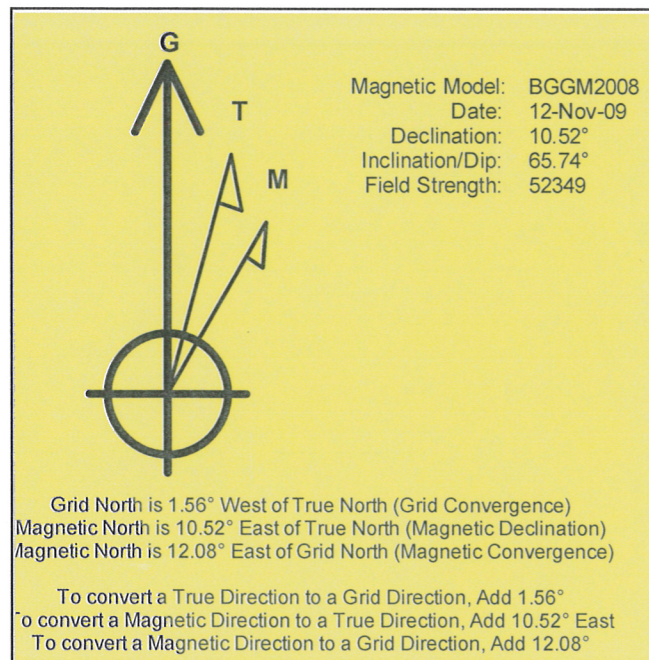 G
T
M
Magnetic Model: BGGM2008
Date: 12-Nov-09
Declination: 10.52°
Inclination/Dip: 65.74°
Field Strength: 52349
Grid North is 1.56° West of True North (Grid Convergence)
Magnetic North is 10.52° East of True North (Magnetic Declination)
Magnetic North is 12.08° East of Grid North (Magnetic Convergence)
To convert a True Direction to a Grid Direction, Add 1.56°
To convert a Magnetic Direction to a True Direction, Add 10.52° East
To convert a Magnetic Direction to a Grid Direction, Add 12.08°